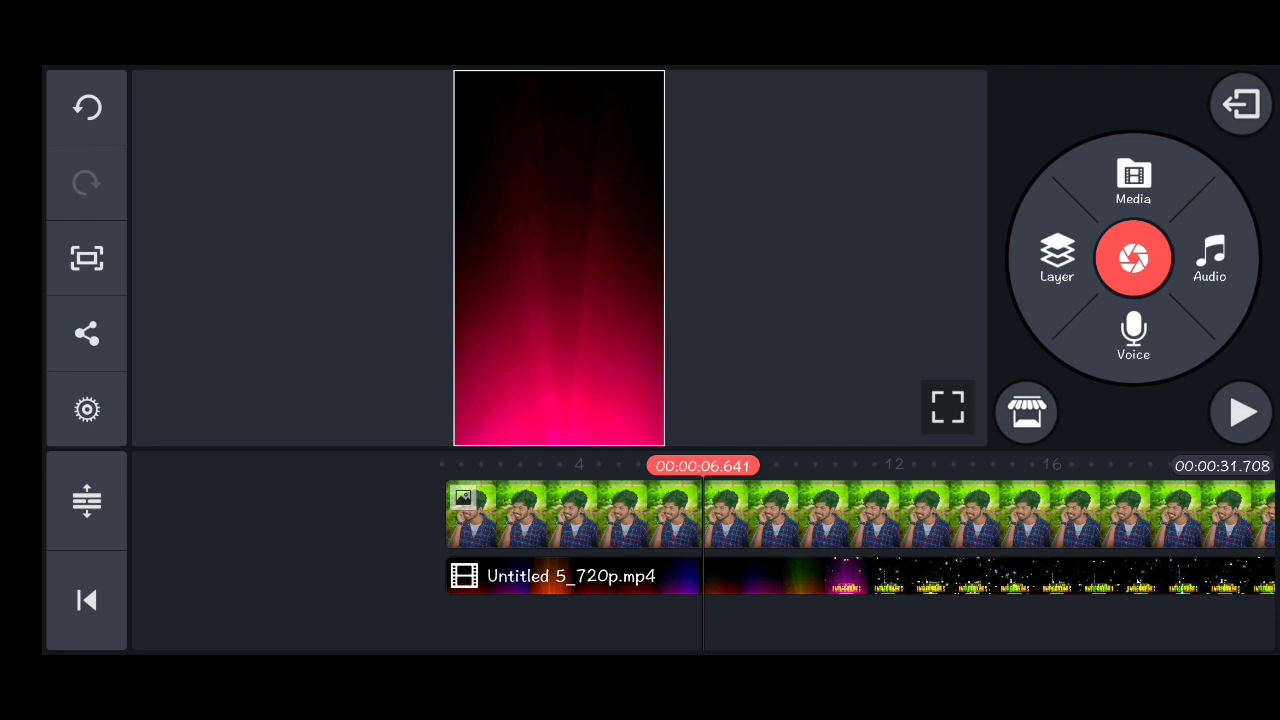 Media
Layer
Audio
Voice
4
00:00:06.641
12
16
00:00:31.708
Untitled 5_720p.mp4